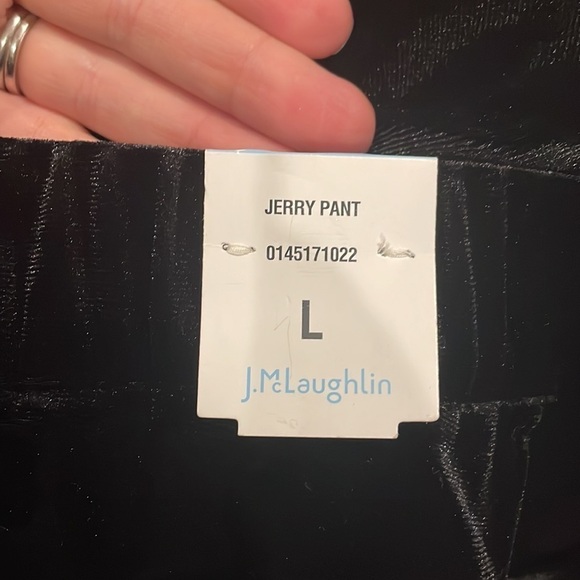 JERRY PANT
0145171022
L
J.McLaughlin